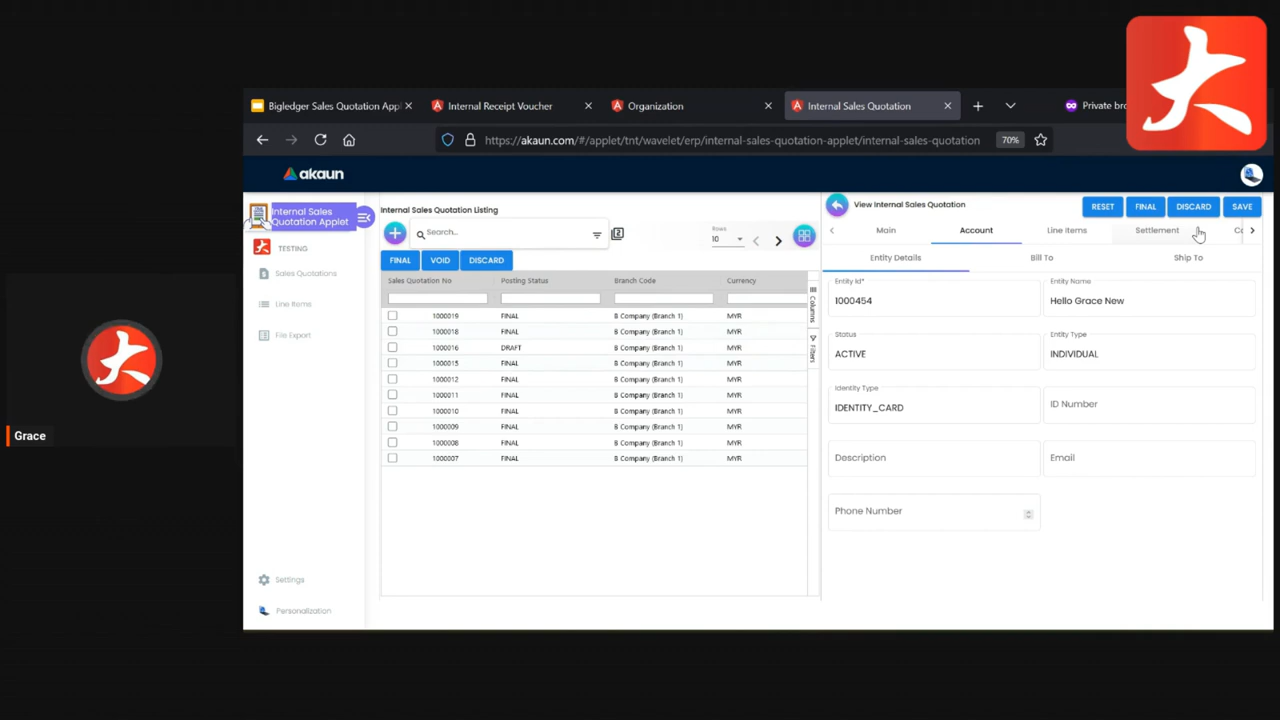 大
Bigledger Sales Quotation Appl
Internal Receipt Voucher
Organization
Internal Sales Quotation
Private bro
https://akaun.com/#/applet/tnt/wavelet/erp/internal-sales-quotation-applet/internal-sales-quotation
70%
akaun
Internal Sales
Quotation Applet
TESTING
Sales Quotations
Line Items
File Export
Settings
Personalization
Internal Sales Quotation Listing
Search...
Rows
10
FINAL VOID DISCARD
Sales Quotation No Posting Status Branch Code Currency
1000019 FINAL B Company (Branch 1) MYR
1000018 FINAL B Company (Branch 1) MYR
1000016 DRAFT B Company (Branch 1) MYR
1000015 FINAL B Company (Branch 1) MYR
1000012 FINAL B Company (Branch 1) MYR
1000011 FINAL B Company (Branch 1) MYR
1000010 FINAL B Company (Branch 1) MYR
1000009 FINAL B Company (Branch 1) MYR
1000008 FINAL B Company (Branch 1) MYR
1000007 FINAL B Company (Branch 1) MYR
Columns
Filters
View Internal Sales Quotation
RESET FINAL DISCARD SAVE
Main Account Line Items Settlement
Entity Details Bill To Ship To
Entity Id*
1000454
Entity Name
Hello Grace New
Status
ACTIVE
Entity Type
INDIVIDUAL
Identity Type
IDENTITY_CARD
ID Number
Description
Email
Phone Number
大
Grace